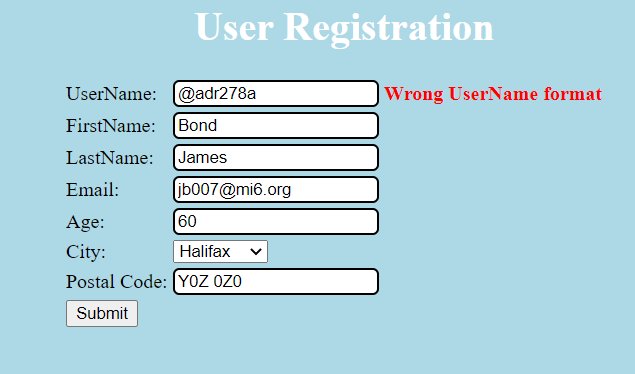 User Registration
UserName: @adr278a Wrong UserName format
FirstName: Bond
LastName: James
Email: jb007@mi6.org
Age: 60
City: Halifax
Postal Code: Y0Z 0Z0
Submit